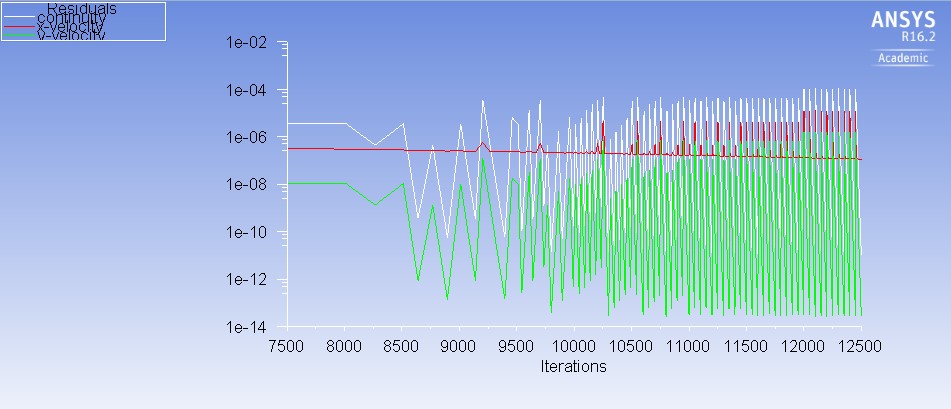 Residuals
continuity
x-velocity
y-velocity
ANSYS
R16.2
Academic
1e-02
1e-04
1e-06
1e-08
1e-10
1e-12
1e-14
7500 8000 8500 9000 9500 10000 10500 11000 11500 12000 12500
Iterations